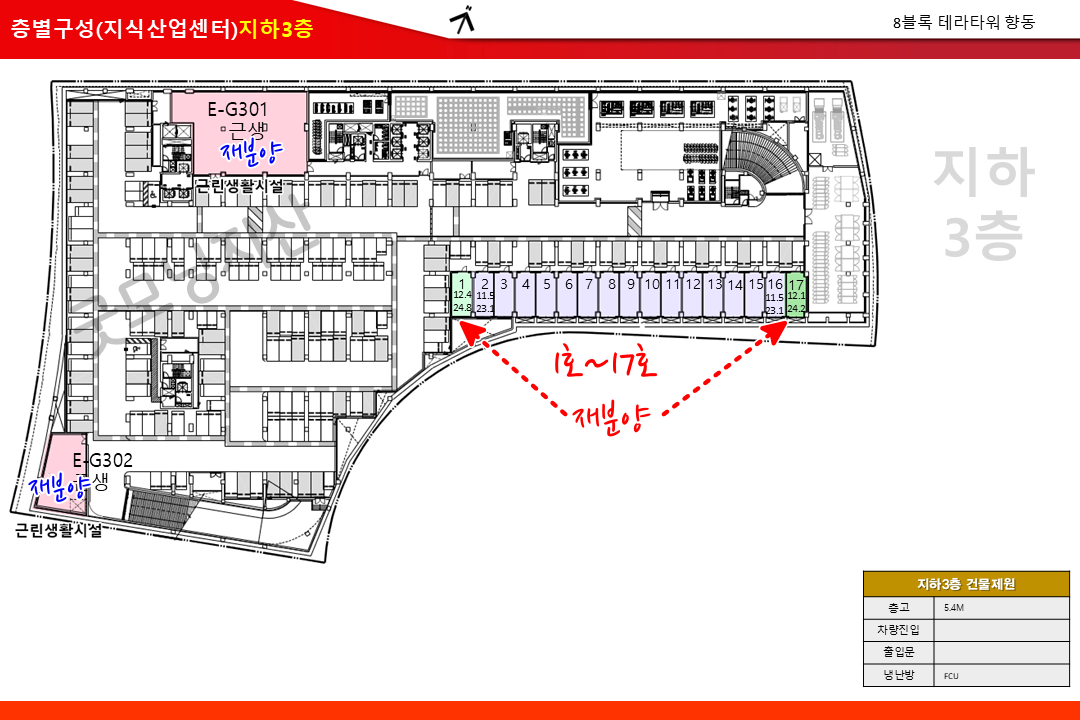 층별구성(지식산업센터)지하3층
8블록 테라타워 향동
지하
3층
E-G301
근생
재분양
근린생활시설
굿모닝자산
1 2 3 4 5 6 7 8 9 10 11 12 13 14 15 16 17
12.4 11.5 11.5 12.1
24.8 23.1 23.1 24.2
1호~17호
재분양
E-G302
근생
재분양
근린생활시설
지하3층 건물제원
층고 5.4M
차량진입
출입문
냉난방 FCU